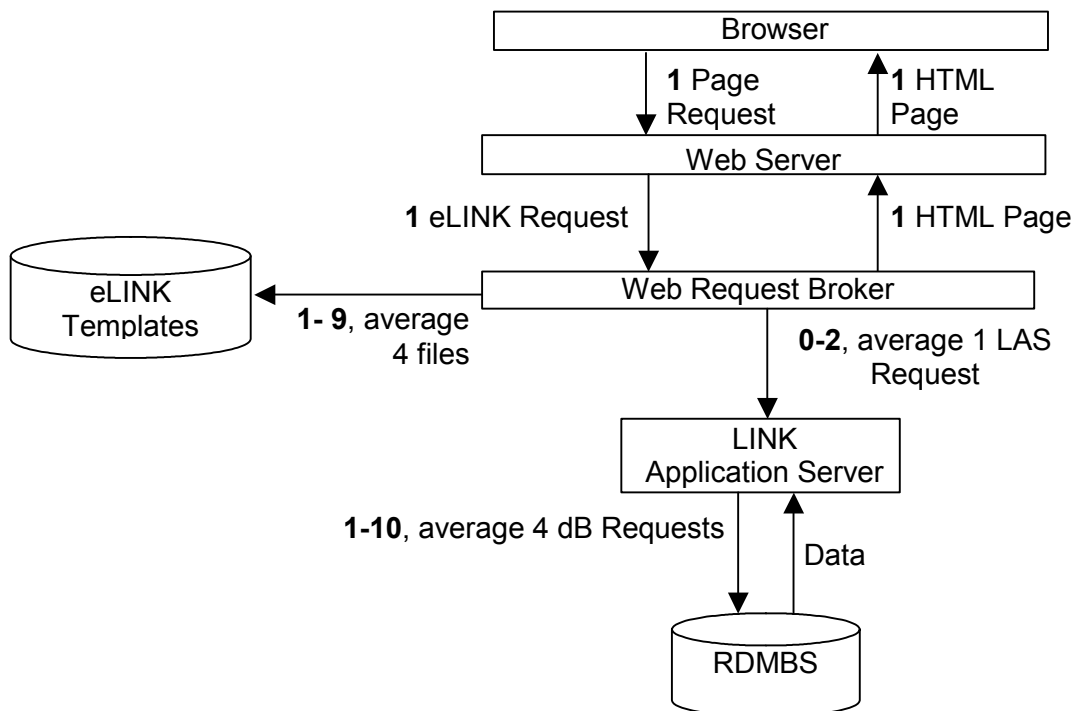 Browser
1 Page
Request
1 HTML
Page
Web Server
1 eLINK Request
1 HTML Page
eLINK
Templates
Web Request Broker
1- 9, average
4 files
0-2, average 1 LAS
Request
LINK
Application Server
1-10, average 4 dB Requests
Data
RDMBS